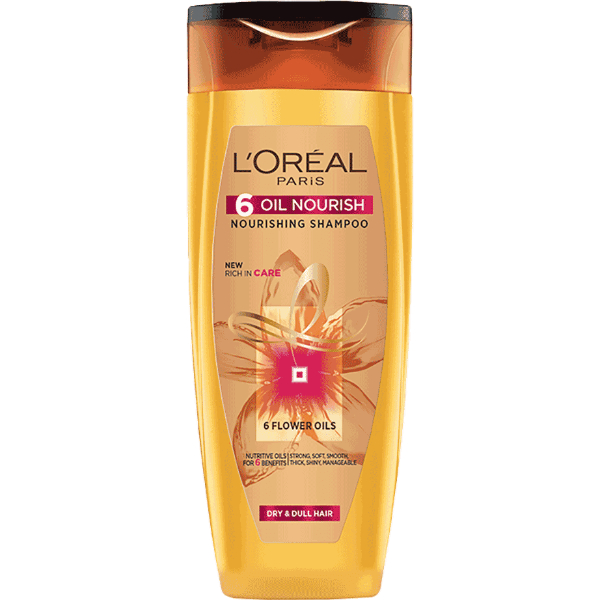 L'ORÉAL
PARIS
6 OIL NOURISH
NOURISHING SHAMPOO
NEW
RICH IN CARE
6 FLOWER OILS
NUTRITIVE OILS | STRONG, SOFT, SMOOTH,
FOR 6 BENEFITS | THICK, SHINY, MANAGEABLE
DRY & DULL HAIR